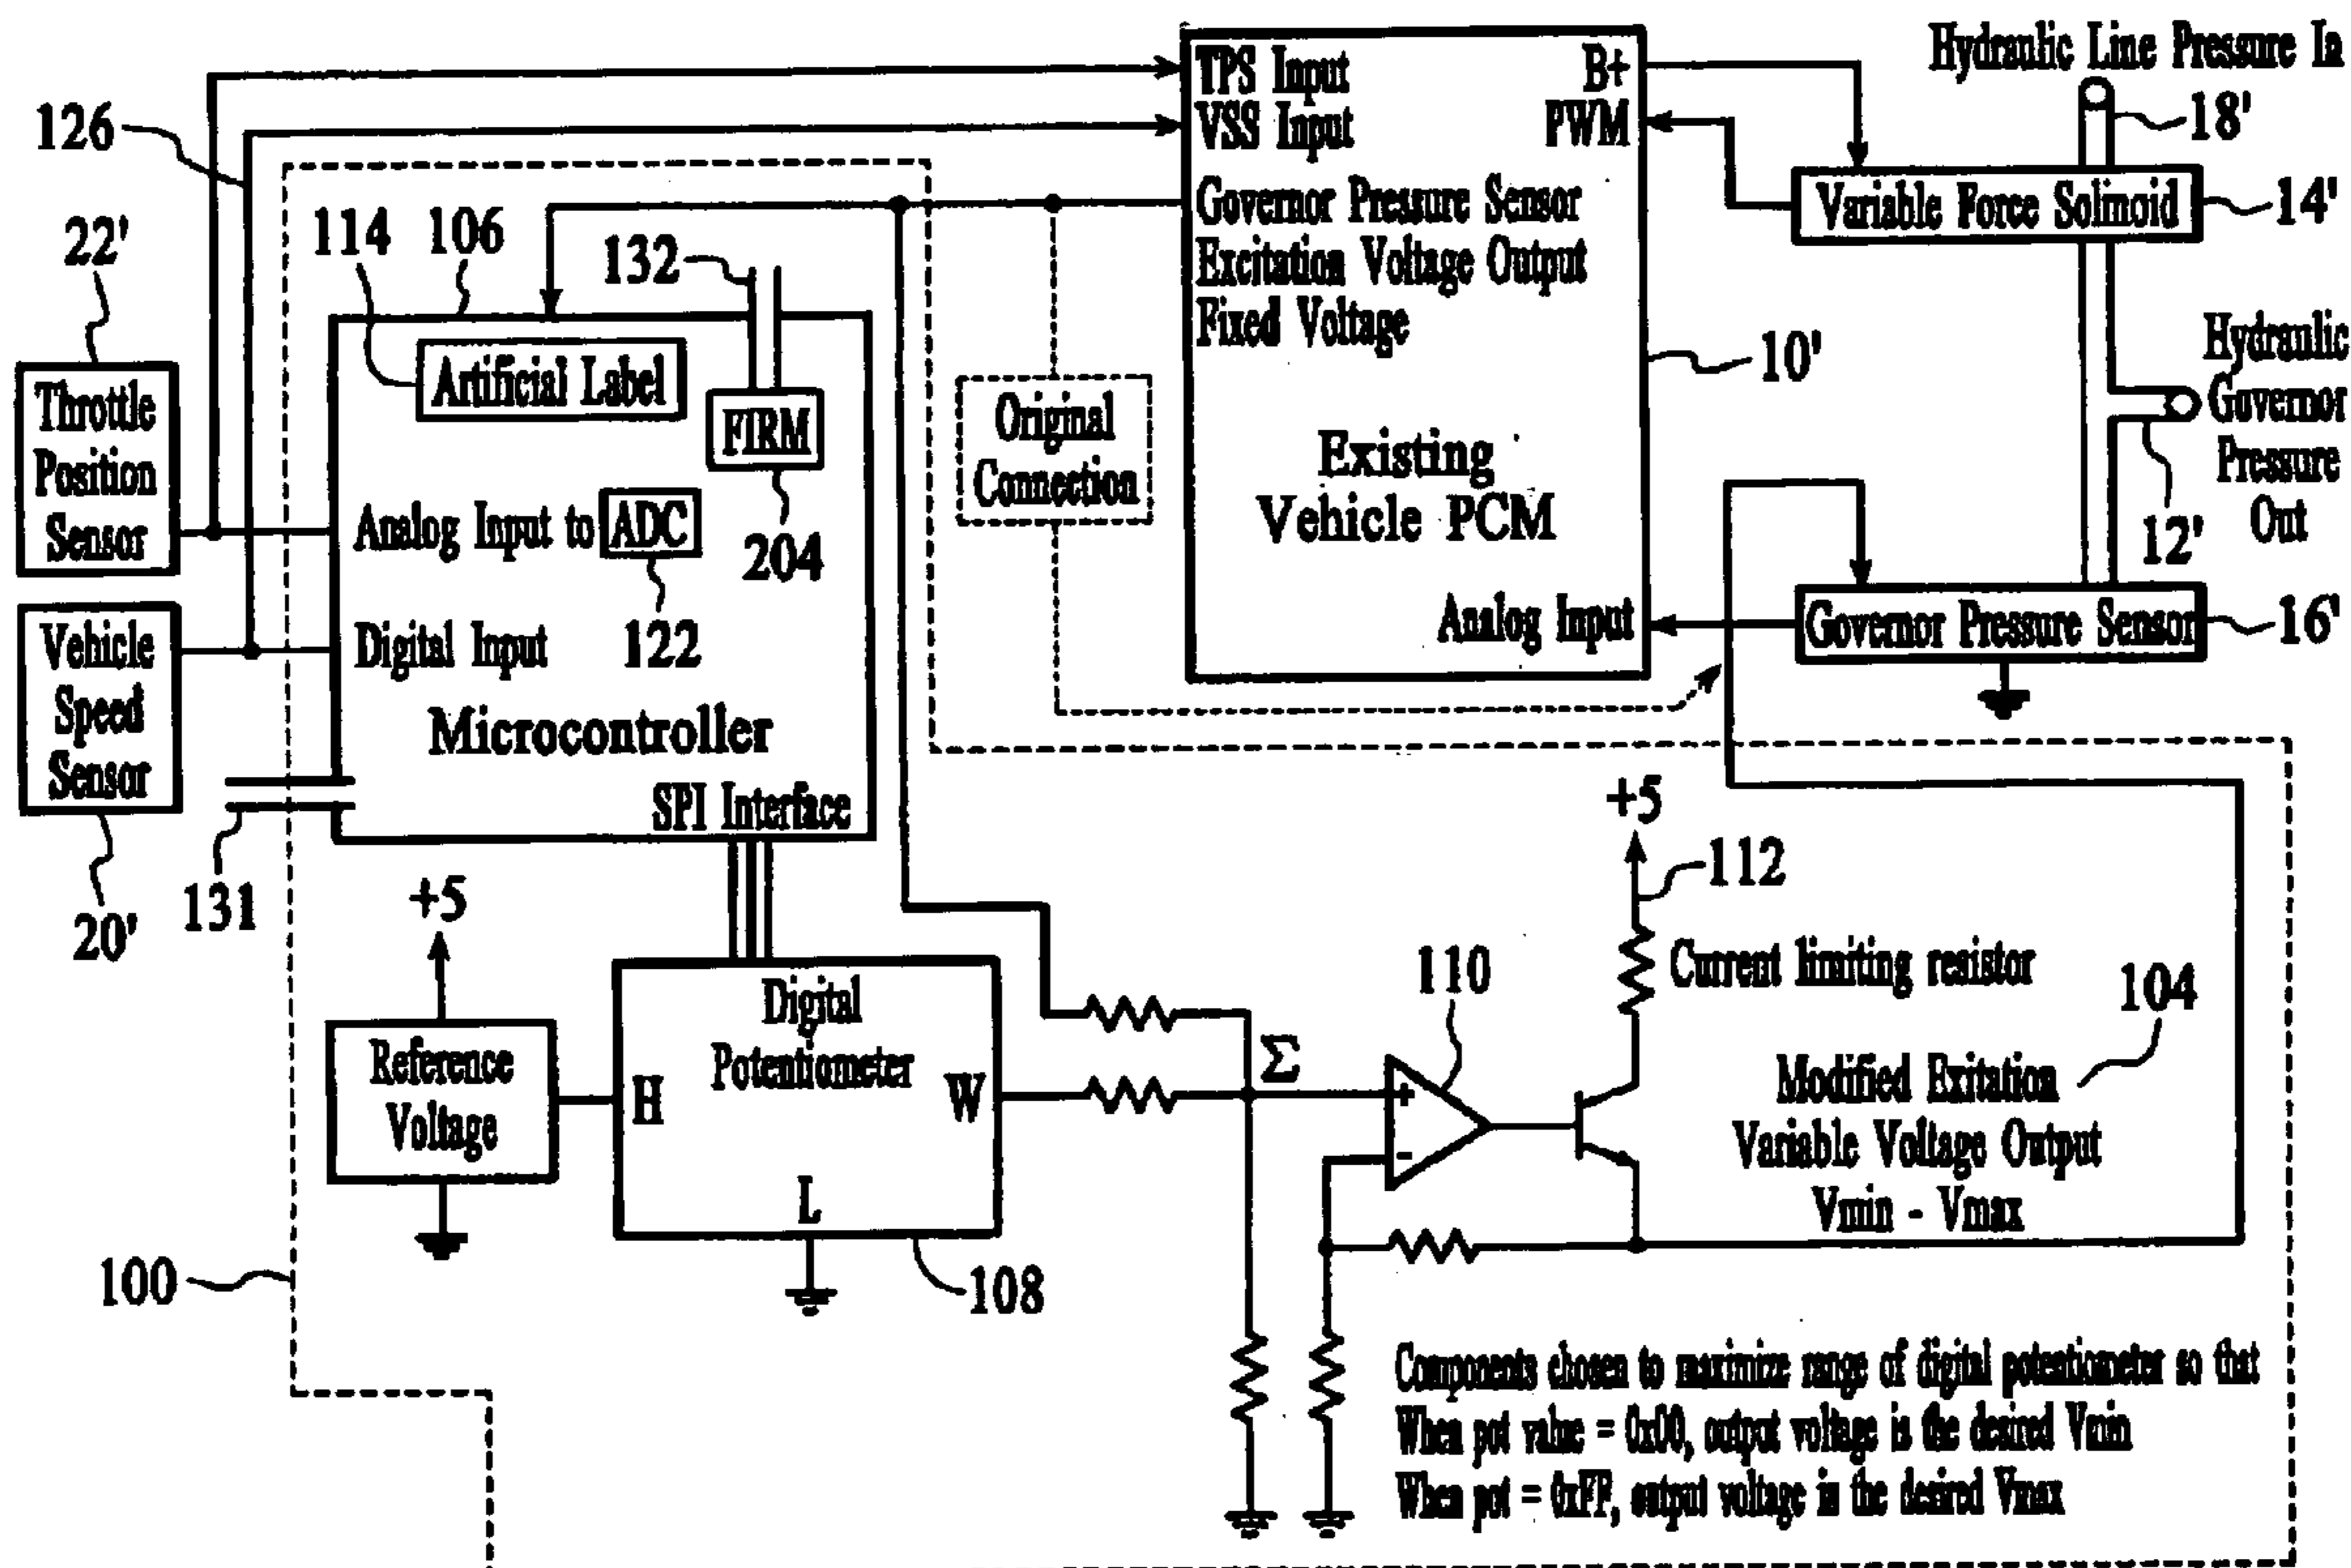 TPS Input
VSS Input
B+
PWM
Hydraulic Line Pressure In
18'
126
Governor Pressure Sensor
Excitation Voltage Output
Fixed Voltage
Variable Force Solinoid
14'
22'
114
106
132
10'
Hydraulic
Governor
Pressure
Out
Throttle
Position
Sensor
Artificial Label
FIRM
Original
Connection
Existing
Vehicle PCM
12'
Analog Input to ADC
204
Vehicle
Speed
Sensor
Digital Input
122
Analog Input
Governor Pressure Sensor
16'
Microcontroller
SPI Interface
131
20'
+5
+5
112
Reference
Voltage
Digital
Potentiometer
H
W
L
Σ
110
+
-
Current limiting resistor
104
Modified Exitation
Variable Voltage Output
Vmin - Vmax
100
108
Components chosen to maximize range of digital potentiometer so that
When pot value = 0x00, output voltage is the desired Vmin
When pot = 0xFF, output voltage is the desired Vmax